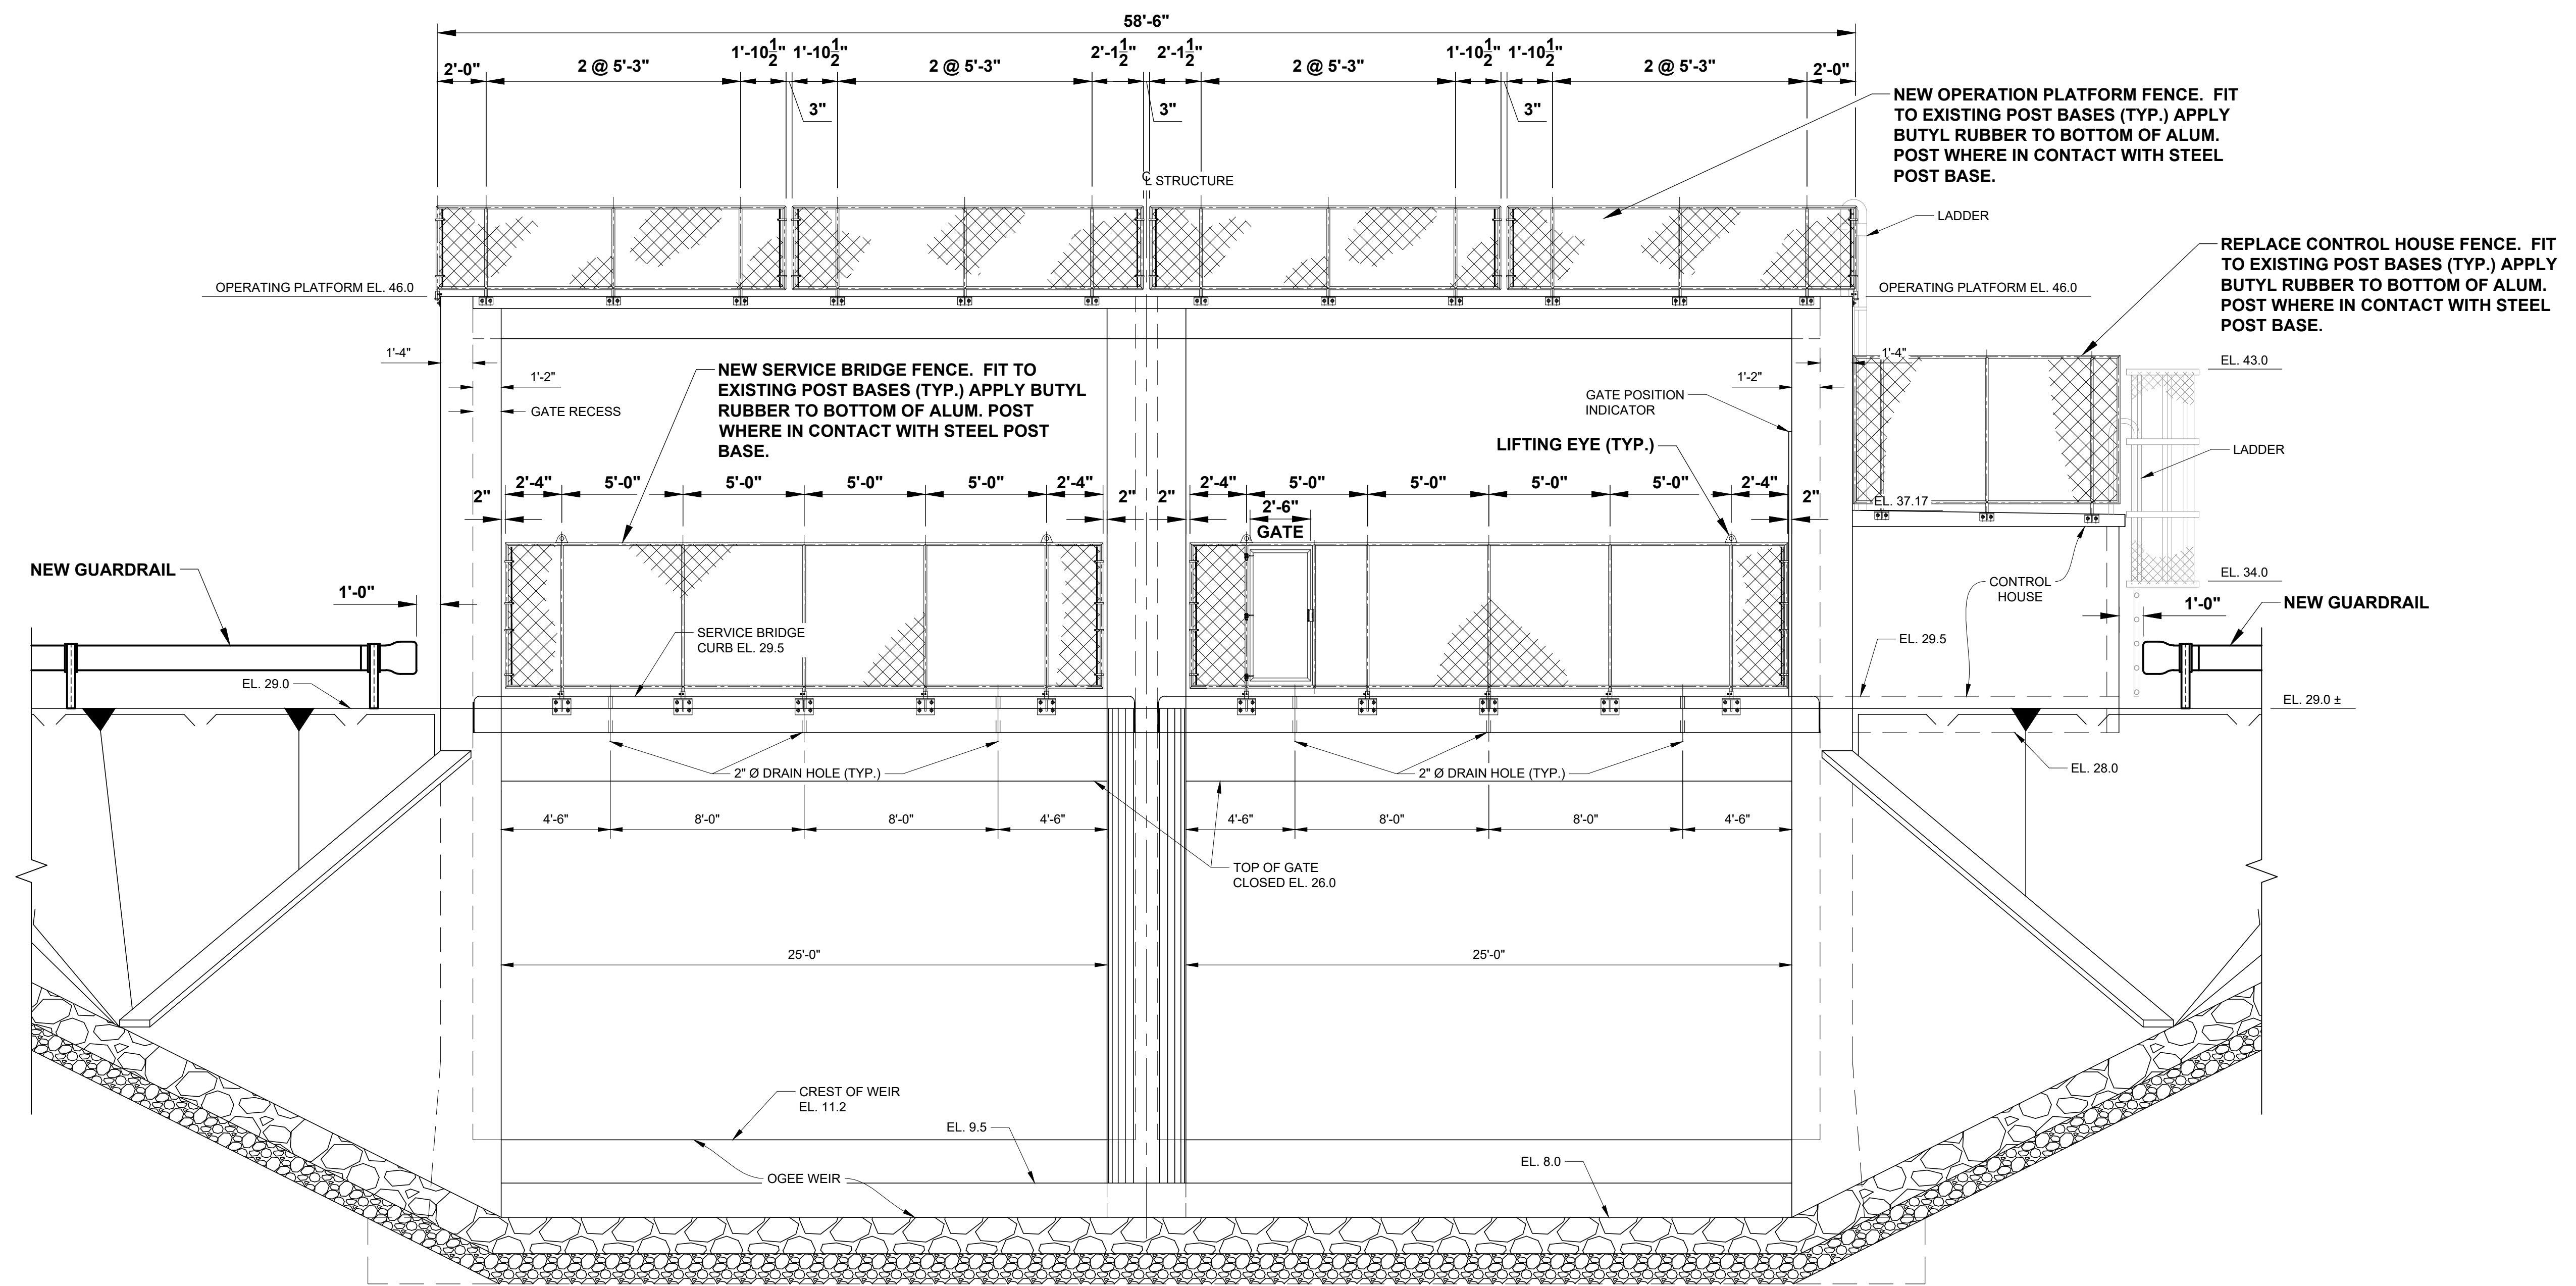 58'-6"
2'-0"
2 @ 5'-3"
1'-10 1/2"
1'-10 1/2"
2 @ 5'-3"
2'-1 1/2"
2'-1 1/2"
2 @ 5'-3"
1'-10 1/2"
1'-10 1/2"
2 @ 5'-3"
2'-0"
3"
3"
3"
NEW OPERATION PLATFORM FENCE. FIT
TO EXISTING POST BASES (TYP.) APPLY
BUTYL RUBBER TO BOTTOM OF ALUM.
POST WHERE IN CONTACT WITH STEEL
POST BASE.
℄ STRUCTURE
LADDER
REPLACE CONTROL HOUSE FENCE. FIT
TO EXISTING POST BASES (TYP.) APPLY
BUTYL RUBBER TO BOTTOM OF ALUM.
POST WHERE IN CONTACT WITH STEEL
POST BASE.
OPERATING PLATFORM EL. 46.0
OPERATING PLATFORM EL. 46.0
1'-4"
1'-4"
EL. 43.0
1'-2"
GATE RECESS
NEW SERVICE BRIDGE FENCE. FIT TO
EXISTING POST BASES (TYP.) APPLY BUTYL
RUBBER TO BOTTOM OF ALUM. POST
WHERE IN CONTACT WITH STEEL POST
BASE.
1'-2"
GATE POSITION
INDICATOR
LIFTING EYE (TYP.)
LADDER
2"
2'-4"
5'-0"
5'-0"
5'-0"
5'-0"
2'-4"
2"
2"
2'-4"
5'-0"
5'-0"
5'-0"
5'-0"
2'-4"
2"
2'-6"
GATE
EL. 37.17
NEW GUARDRAIL
1'-0"
CONTROL
HOUSE
EL. 34.0
1'-0"
NEW GUARDRAIL
SERVICE BRIDGE
CURB EL. 29.5
EL. 29.5
EL. 29.0
EL. 29.0 ±
2" Ø DRAIN HOLE (TYP.)
2" Ø DRAIN HOLE (TYP.)
EL. 28.0
4'-6"
8'-0"
8'-0"
4'-6"
4'-6"
8'-0"
8'-0"
4'-6"
TOP OF GATE
CLOSED EL. 26.0
25'-0"
25'-0"
CREST OF WEIR
EL. 11.2
EL. 9.5
EL. 8.0
OGEE WEIR